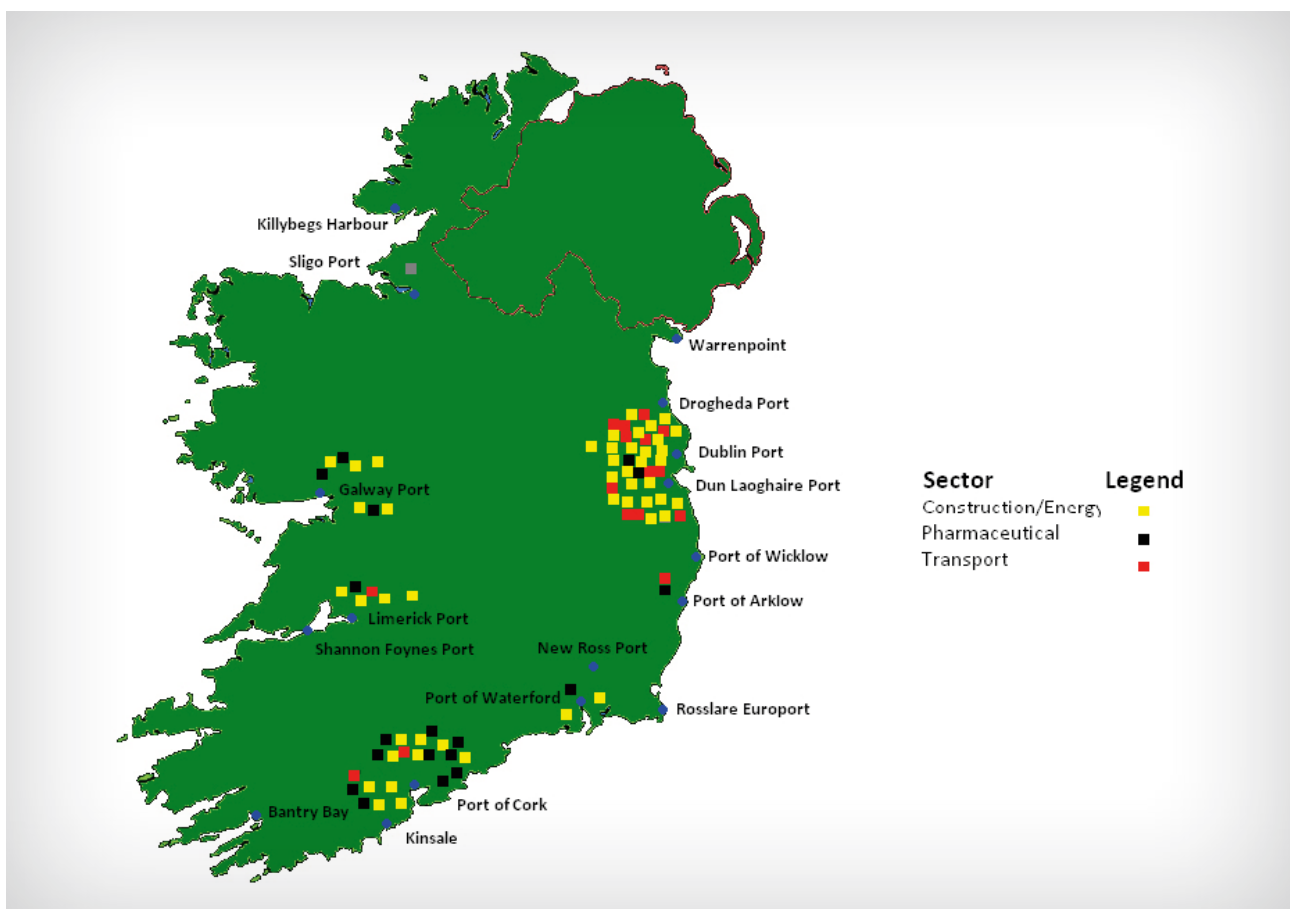 Killybegs Harbour
Sligo Port
Warrenpoint
Drogheda Port
Dublin Port
Galway Port
Dun Laoghaire Port
Sector Legend
Construction/Energy
Pharmaceutical
Transport
Port of Wicklow
Port of Arklow
Limerick Port
Shannon Foynes Port
New Ross Port
Port of Waterford
Rosslare Europort
Port of Cork
Bantry Bay
Kinsale